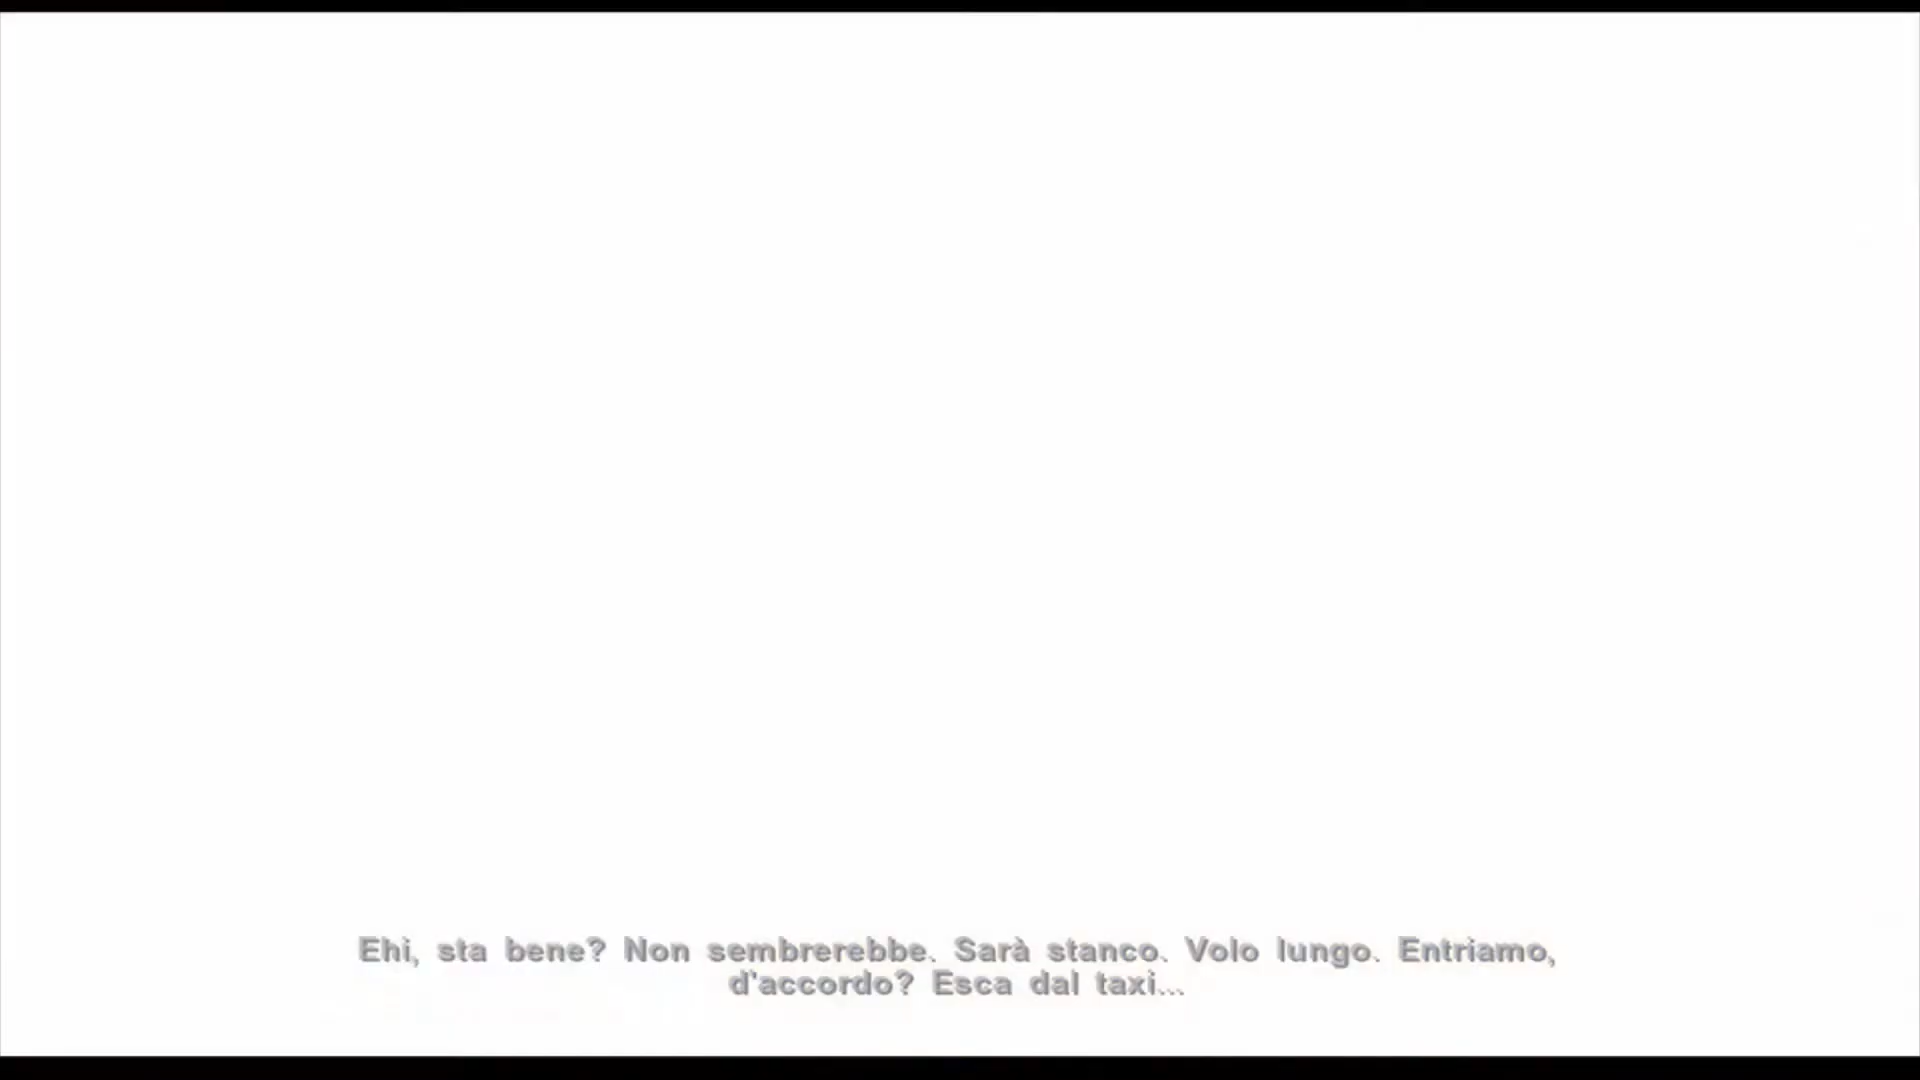 Ehi, sta bene? Non sembrerebbe. Sarà stanco. Volo lungo. Entriamo,
d'accordo? Esca dal taxi...